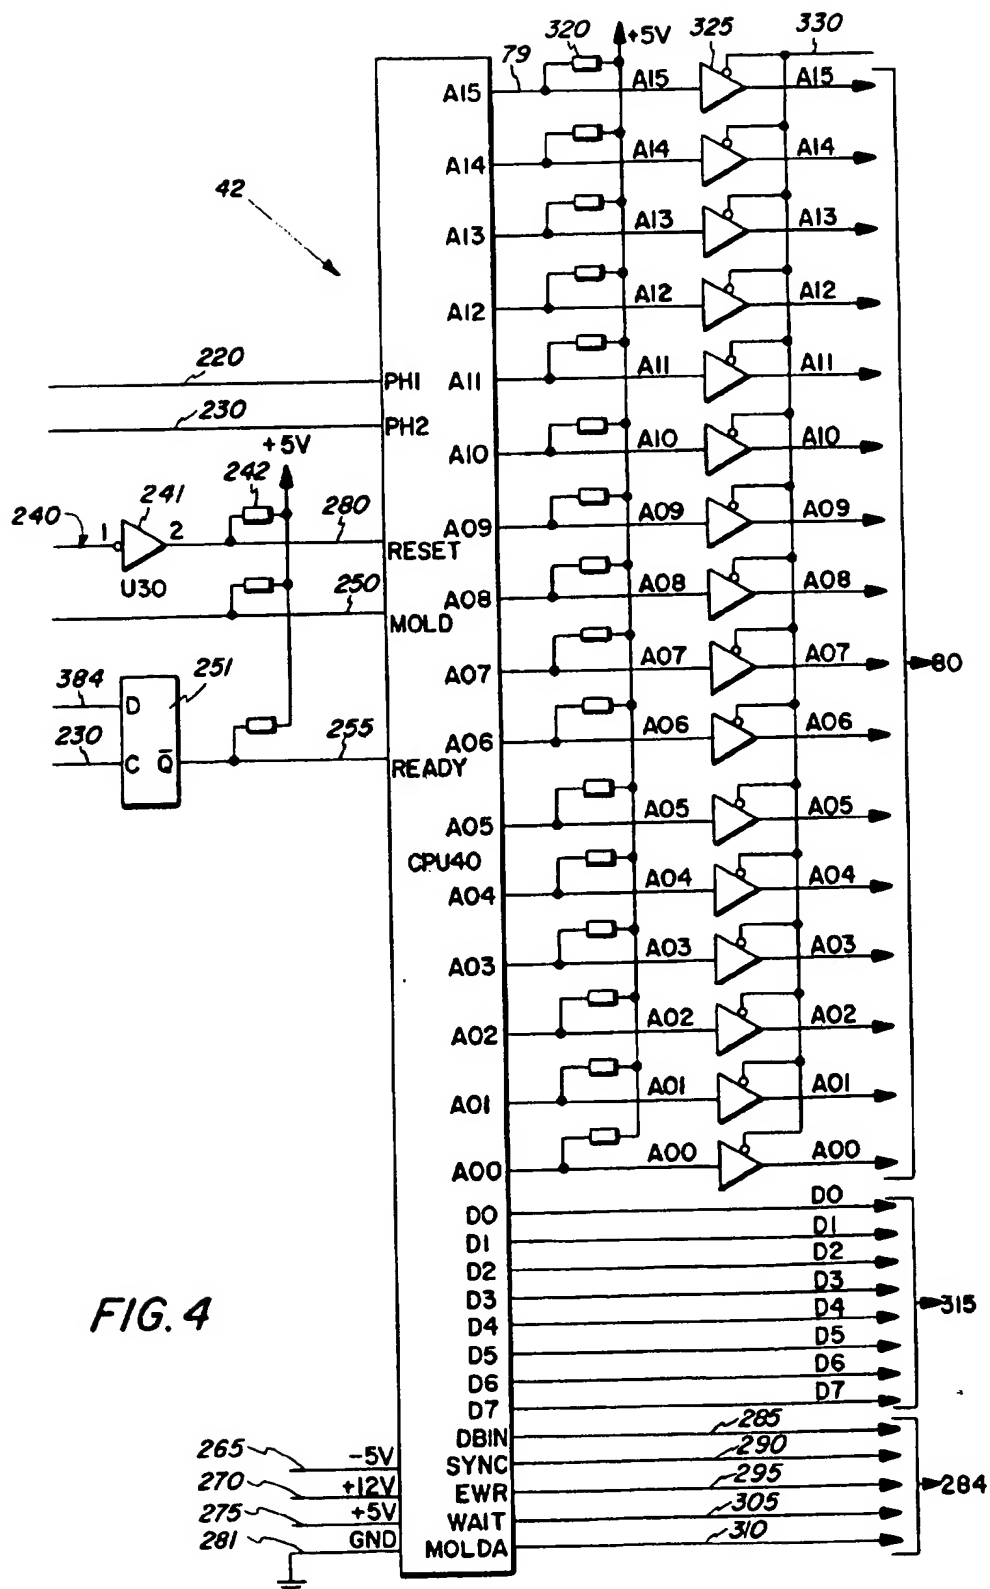 320
+5V
325
330
79
A15
A15
A15
A14
A14
A14
42
A13
A13
A13
A12
A12
A12
220
PH1
A11
A11
A11
230
PH2
+5V
A10
A10
A10
242
241
240
1
2
280
A09
A09
A09
RESET
U30
250
A08
A08
A08
MOLD
A07
A07
A07
80
384
251
D
230
C
Q̅
255
A06
A06
A06
READY
A05
A05
A05
CPU40
A04
A04
A04
A03
A03
A03
A02
A02
A02
A01
A01
A01
A00
A00
A00
D0
D0
D1
D1
D2
D2
D3
D3
315
FIG. 4
D4
D4
D5
D5
D6
D6
D7
D7
DBIN
285
265
-5V
SYNC
290
270
+12V
EWR
295
284
275
+5V
WAIT
305
281
GND
MOLDA
310